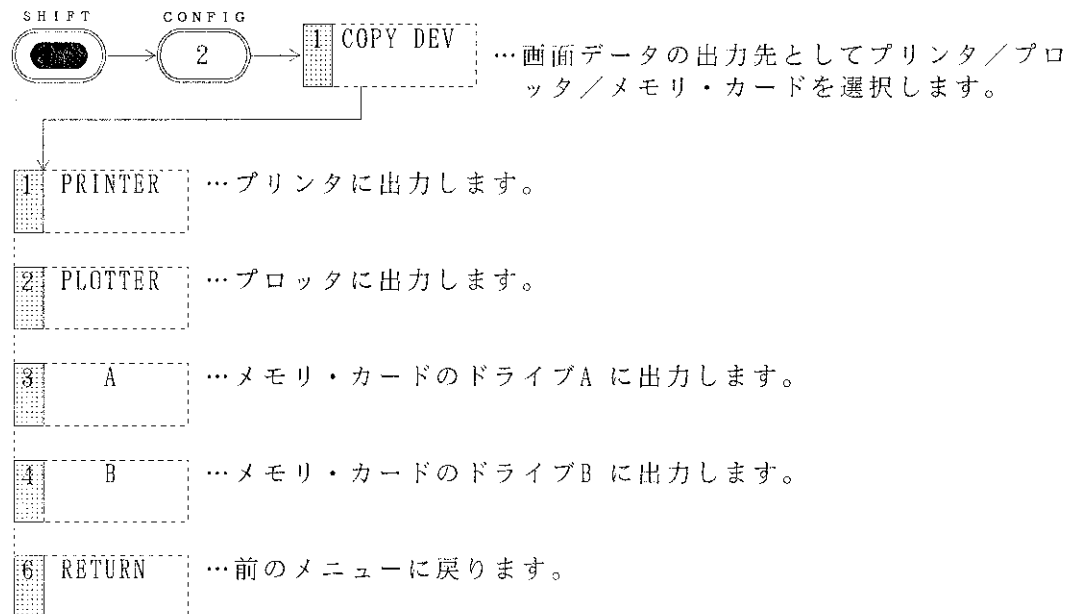 SHIFT CONFIG
2 1 COPY DEV …画面データの出力先としてプリンタ／プロ
ッタ／メモリ・カードを選択します。
1 PRINTER …プリンタに出力します。
2 PLOTTER …プロッタに出力します。
3 A …メモリ・カードのドライブA に出力します。
4 B …メモリ・カードのドライブB に出力します。
6 RETURN …前のメニューに戻ります。